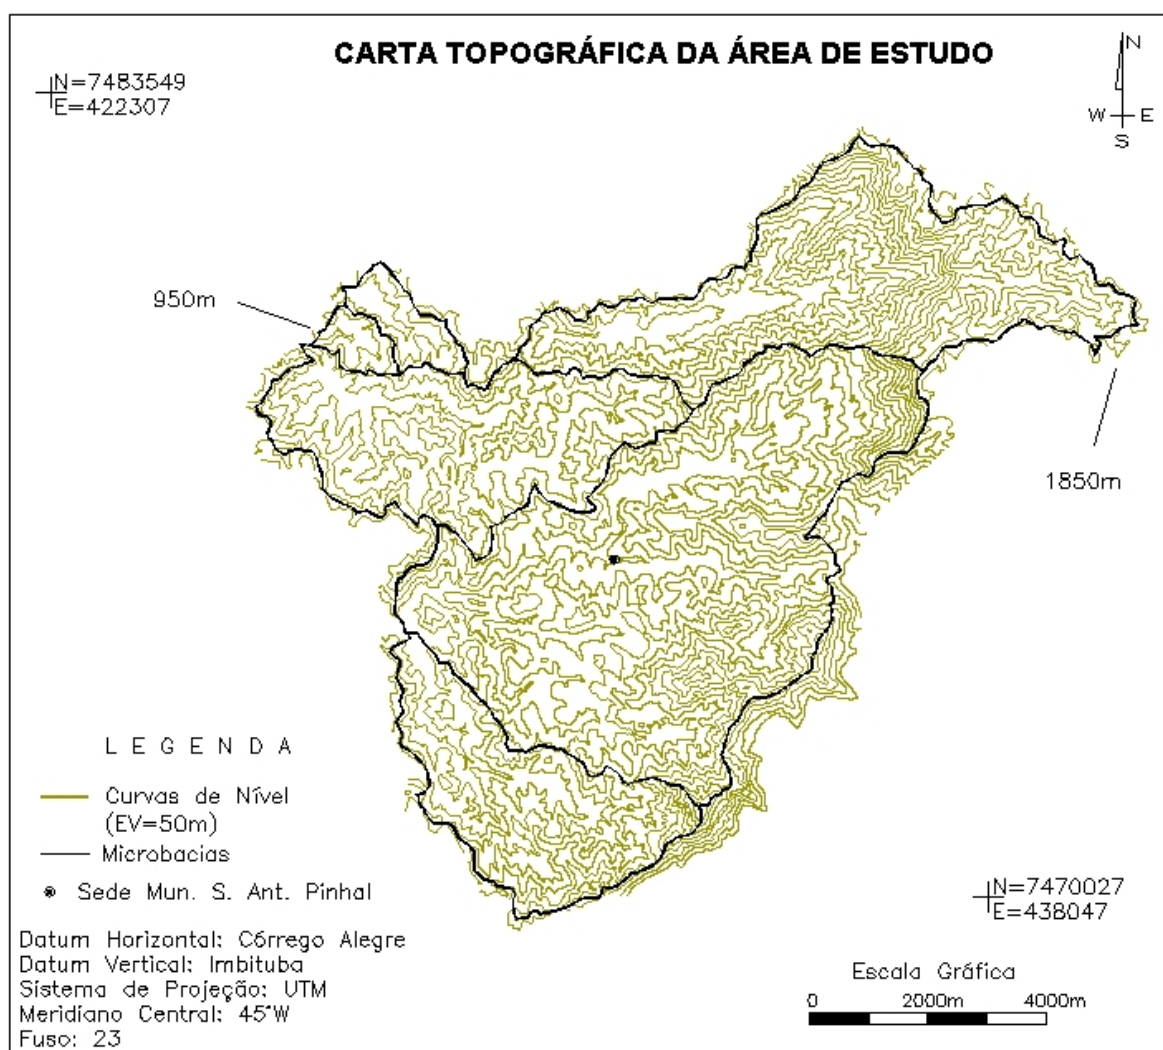 CARTA TOPOGRÁFICA DA ÁREA DE ESTUDO
N=7483549
E=422307
N
W E
S
950m
1850m
L E G E N D A
Curvas de Nível
(EV=50m)
Microbacias
Sede Mun. S. Ant. Pinhal
N=7470027
E=438047
Datum Horizontal: Córrego Alegre
Datum Vertical: Imbituba
Sistema de Projeção: UTM
Meridiano Central: 45°W
Fuso: 23
Escala Gráfica
0 2000m 4000m